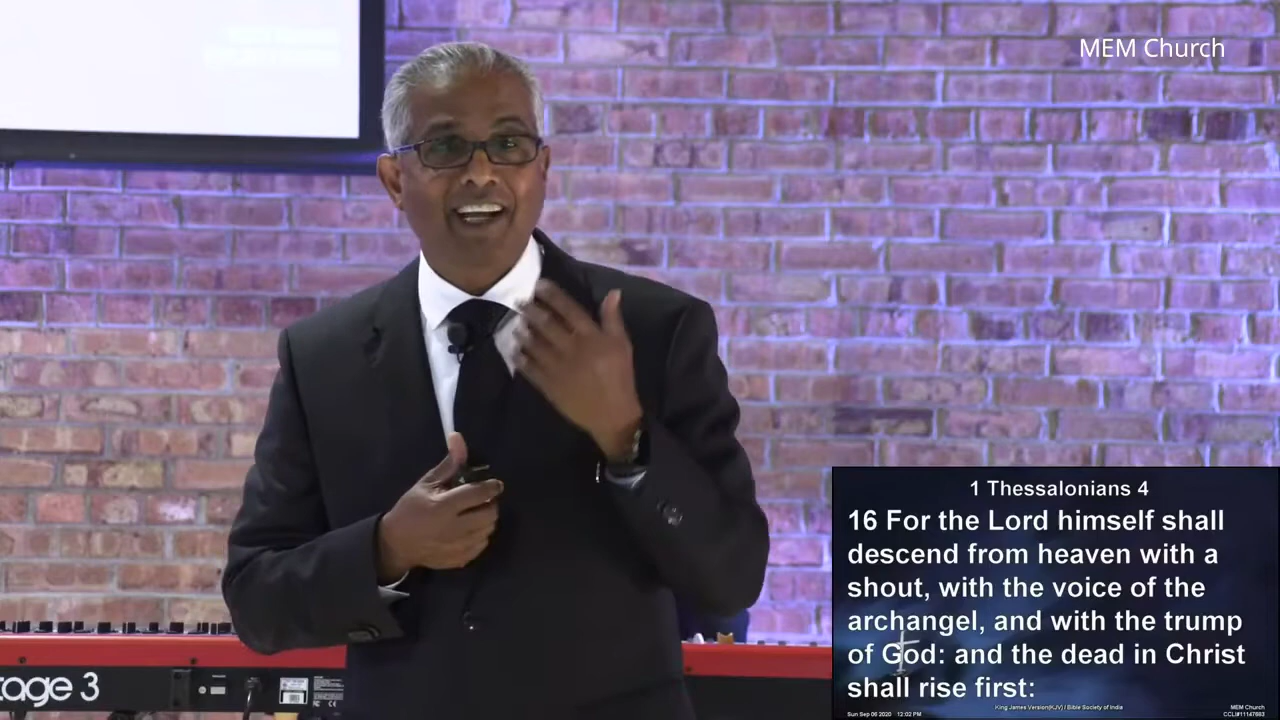 MEM Church
1 Thessalonians 4
16 For the Lord himself shall
descend from heaven with a
shout, with the voice of the
archangel, and with the trump
of God: and the dead in Christ
shall rise first:
King James Version(KJV) / Bible Society of India
Sun Sep 06 2020 12:02 PM
MEM Church
CCLI#11147883
tage 3